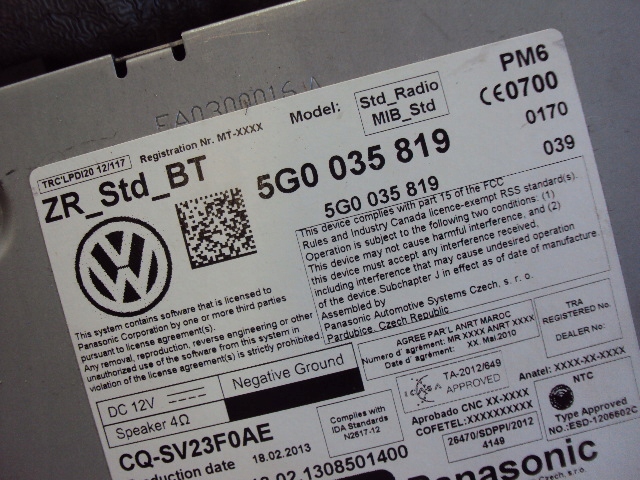 PM6
Model:
Std_Radio
MIB_Std
CE0700
0170
039
Registration Nr. MT-XXXX
TRC'LPDI20 12/117
ZR_Std_BT
5G0 035 819
5G0 035 819
This device complies with part 15 of the FCC
Rules and Industry Canada licence-exempt RSS standard(s).
Operation is subject to the following two conditions: (1)
This device may not cause harmful interference, and (2)
this device must accept any interference received,
including interference that may cause undesired operation
of the device Subchapter J in effect as of date of manufacture
Assembled by
Panasonic Automotive Systems Czech, s. r. o.
Pardubice, Czech Republic
This system contains software that is licensed to
Panasonic Corporation by one or more third parties
pursuant to license agreement(s).
Any removal, reproduction, reverse engineering or other
unauthorized use of the software from this system in
violation of the license agreement(s) is strictly prohibited.
DC 12V
Negative Ground
Speaker 4Ω
AGREE PAR L ANRT MAROC
Numero d`agrément: MR XXXX ANRT XXXX
Date d`agrément: XX. Mai.2010
TRA
REGISTERED No:
DEALER No:
ICASA
TA-2012/649
APPROVED
Anatel: XXXX-XX-XXXX
Complies with
IDA Standards
N2617-12
Aprobado CNC XX-XXXX
COFETEL:XXXXXXXXXX
26470/SDPPI/2012
4149
NTC
Type Approved
NO.:ESD-1206602C
CQ-SV23F0AE
duction date 18.02.2013
02.1308501400
Panasonic
Czech, s.r.o.